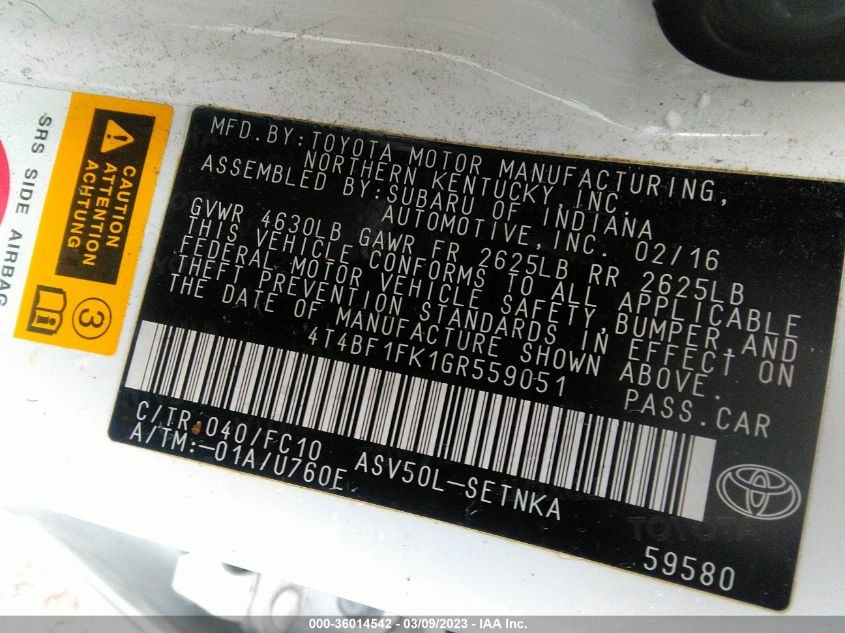 SRS SIDE AIRBAG
CAUTION
ATTENTION
ACHTUNG
3
MFD.BY:TOYOTA MOTOR MANUFACTURING,
NORTHERN KENTUCKY,INC.
ASSEMBLED BY:SUBARU OF INDIANA
AUTOMOTIVE,INC. 02/16
GVWR 4630LB GAWR FR 2625LB RR 2625LB
THIS VEHICLE CONFORMS TO ALL APPLICABLE
FEDERAL MOTOR VEHICLE SAFETY,BUMPER,AND
THEFT PREVENTION STANDARDS IN EFFECT ON
THE DATE OF MANUFACTURE SHOWN ABOVE.
4T4BF1FK1GR559051
PASS.CAR
C/TR:040/FC10
ASV50L-SETNKA
A/TM:-01A/U760E
TOYOTA
59580
000-36014542 - 03/09/2023 - IAA Inc.